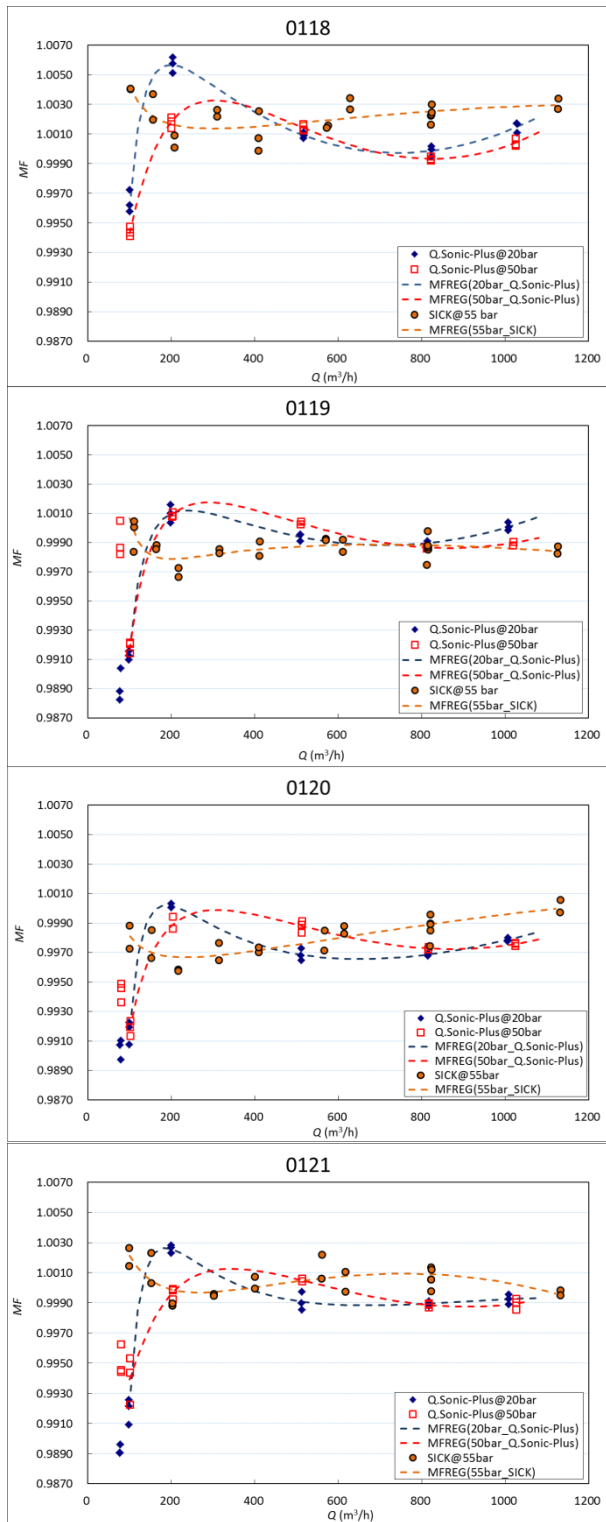 0118
1.0070
1.0050
1.0030
1.0010
0.9990
0.9970
0.9950
0.9930
0.9910
0.9890
0.9870
MF
Q.Sonic-Plus@20bar
Q.Sonic-Plus@50bar
MFREG(20bar_Q.Sonic-Plus)
MFREG(50bar_Q.Sonic-Plus)
SICK@55 bar
MFREG(55bar_SICK)
0 200 400 600 800 1000 1200
Q (m³/h)
0119
1.0070
1.0050
1.0030
1.0010
0.9990
0.9970
0.9950
0.9930
0.9910
0.9890
0.9870
MF
Q.Sonic-Plus@20bar
Q.Sonic-Plus@50bar
MFREG(20bar_Q.Sonic-Plus)
MFREG(50bar_Q.Sonic-Plus)
SICK@55 bar
MFREG(55bar_SICK)
0 200 400 600 800 1000 1200
Q (m³/h)
0120
1.0070
1.0050
1.0030
1.0010
0.9990
0.9970
0.9950
0.9930
0.9910
0.9890
0.9870
MF
Q.Sonic-Plus@20bar
Q.Sonic-Plus@50bar
MFREG(20bar_Q.Sonic-Plus)
MFREG(50bar_Q.Sonic-Plus)
SICK@55bar
MFREG(55bar_SICK)
0 200 400 600 800 1000 1200
Q (m³/h)
0121
1.0070
1.0050
1.0030
1.0010
0.9990
0.9970
0.9950
0.9930
0.9910
0.9890
0.9870
MF
Q.Sonic-Plus@20bar
Q.Sonic-Plus@50bar
MFREG(20bar_Q.Sonic-Plus)
MFREG(50bar_Q.Sonic-Plus)
SICK@55bar
MFREG(55bar_SICK)
0 200 400 600 800 1000 1200
Q (m³/h)